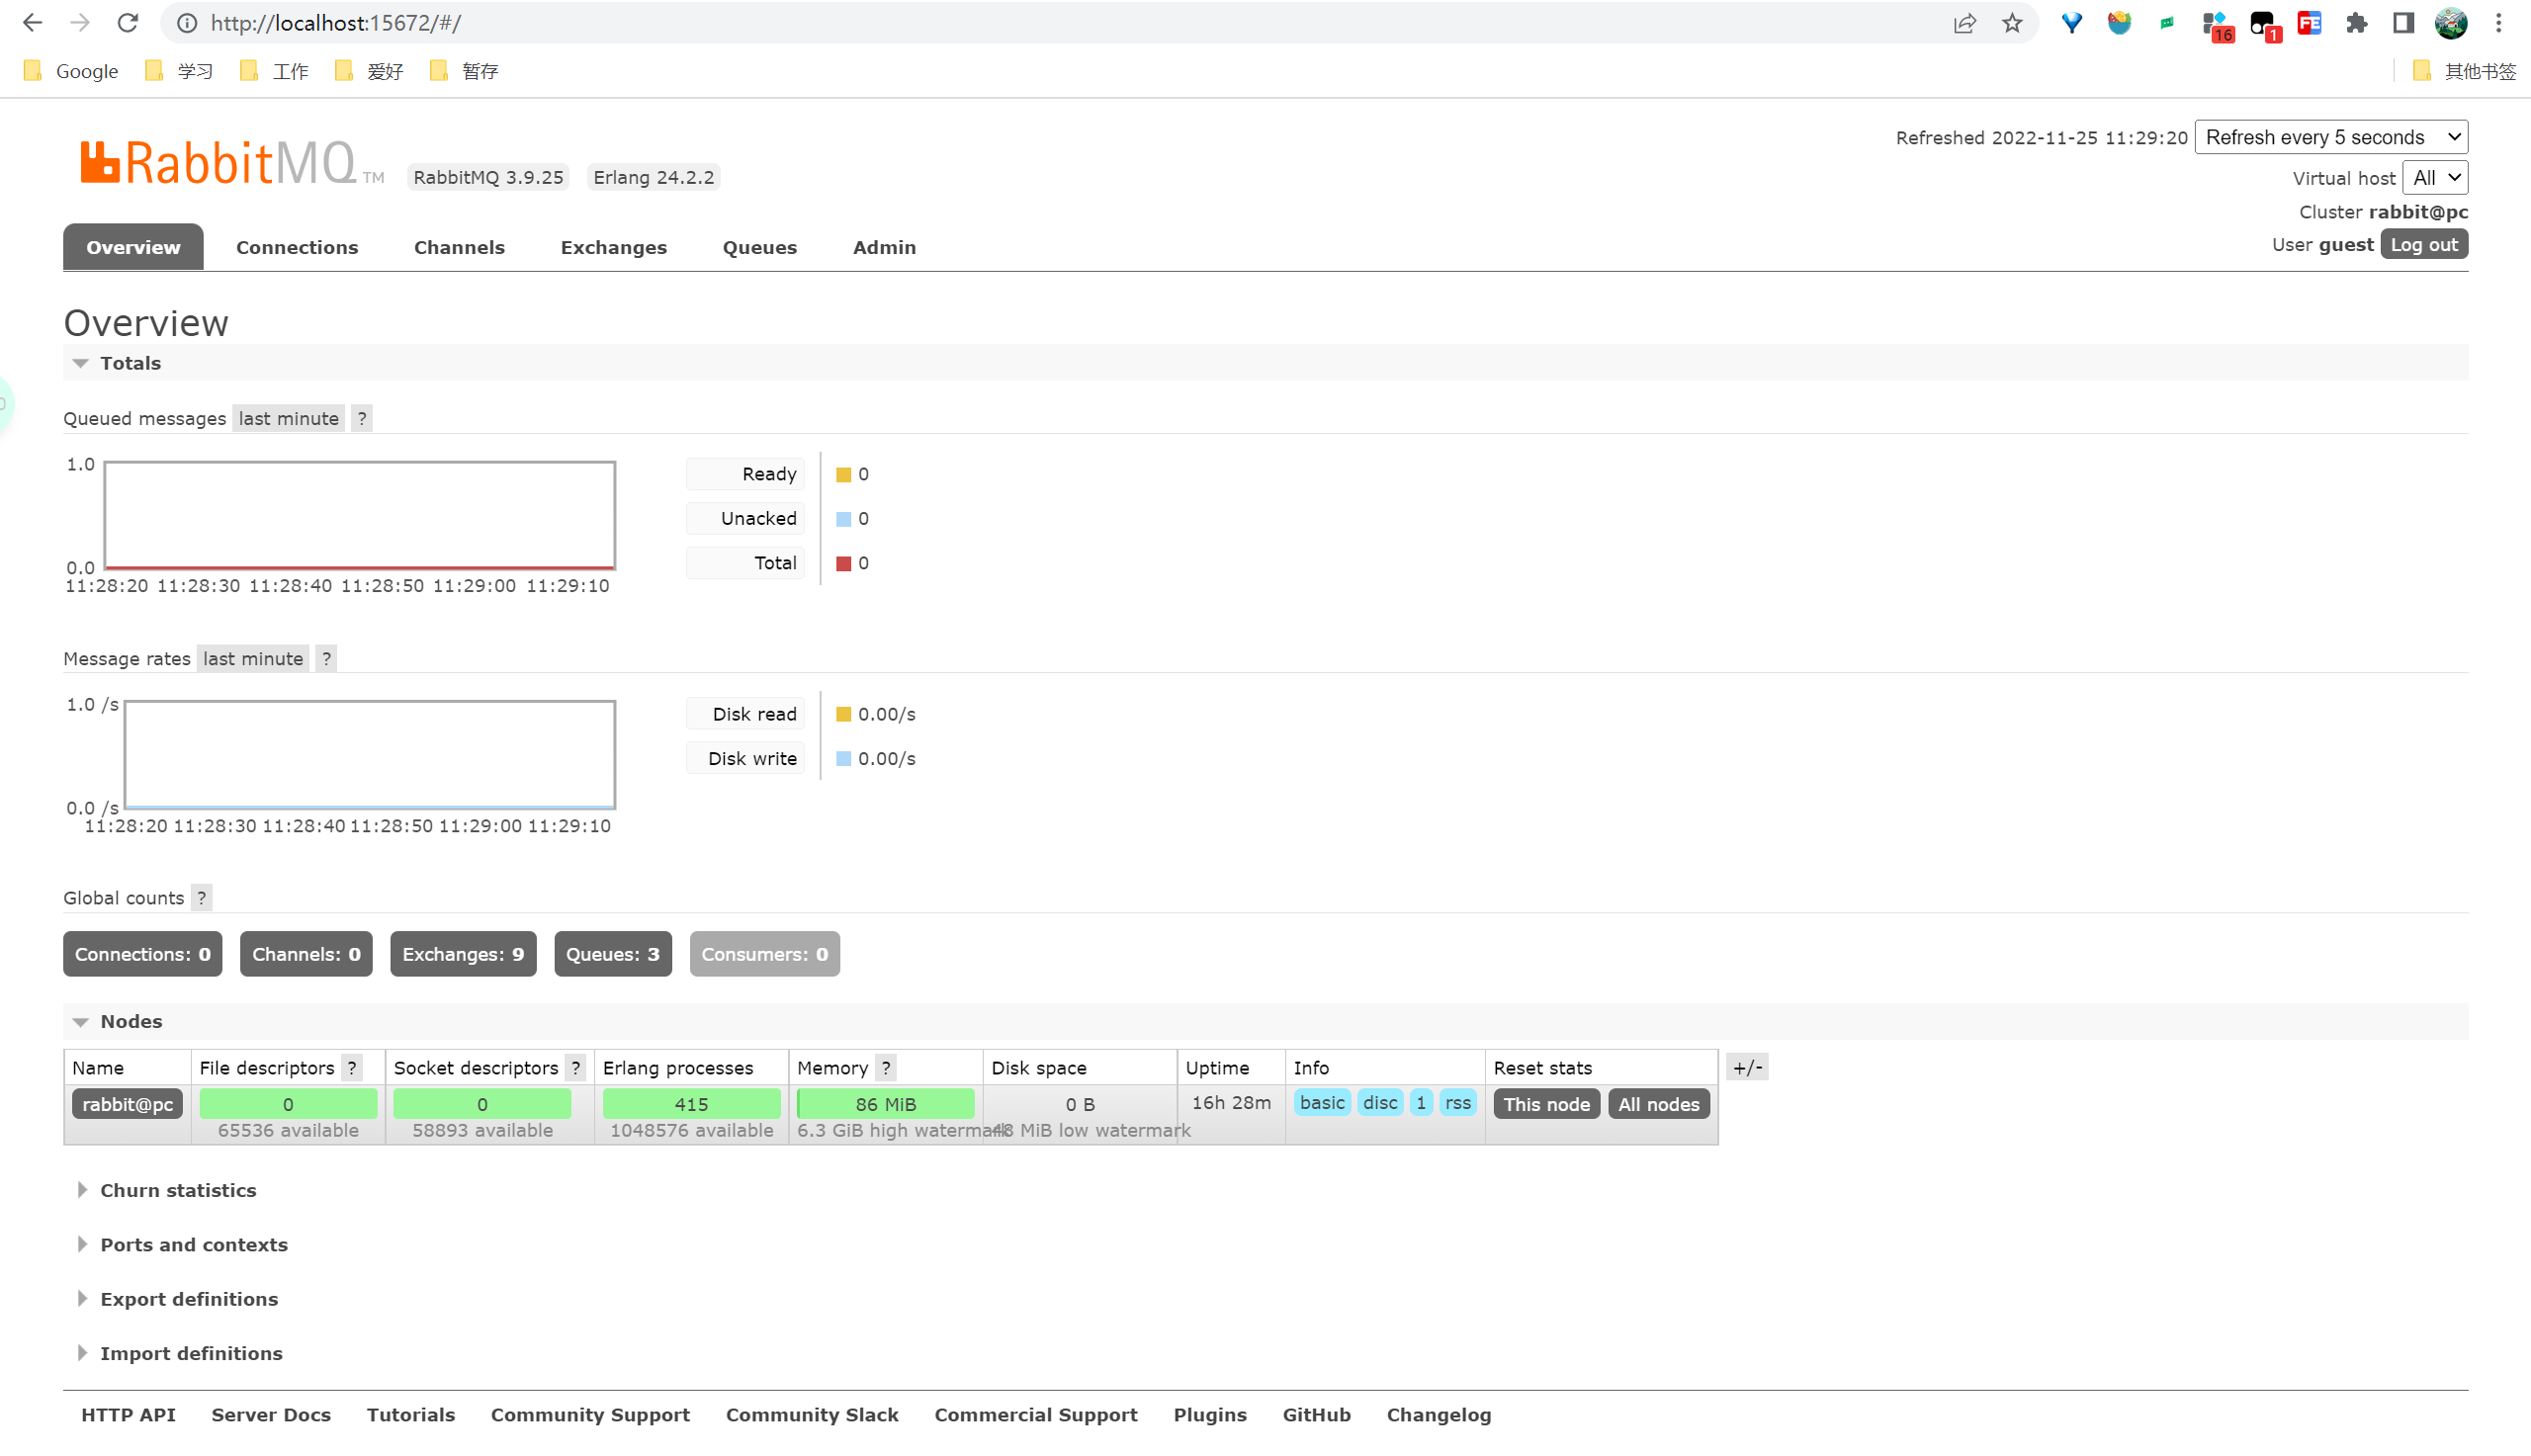 http://localhost:15672/#/
16
1
Google 学习 工作 爱好 暂存 其他书签
RabbitMQ TM RabbitMQ 3.9.25 Erlang 24.2.2
Refreshed 2022-11-25 11:29:20 Refresh every 5 seconds
Virtual host All
Cluster rabbit@pc
User guest Log out
Overview Connections Channels Exchanges Queues Admin
Overview
Totals
Queued messages last minute ?
1.0
0.0
11:28:20 11:28:30 11:28:40 11:28:50 11:29:00 11:29:10
Ready 0
Unacked 0
Total 0
Message rates last minute ?
1.0 /s
0.0 /s
11:28:20 11:28:30 11:28:40 11:28:50 11:29:00 11:29:10
Disk read 0.00/s
Disk write 0.00/s
Global counts ?
Connections: 0 Channels: 0 Exchanges: 9 Queues: 3 Consumers: 0
Nodes
Name File descriptors ? Socket descriptors ? Erlang processes Memory ? Disk space Uptime Info Reset stats +/-
rabbit@pc 0 0 415 86 MiB 0 B 16h 28m basic disc 1 rss This node All nodes
65536 available 58893 available 1048576 available 6.3 GiB high watermark 48 MiB low watermark
Churn statistics
Ports and contexts
Export definitions
Import definitions
HTTP API Server Docs Tutorials Community Support Community Slack Commercial Support Plugins GitHub Changelog